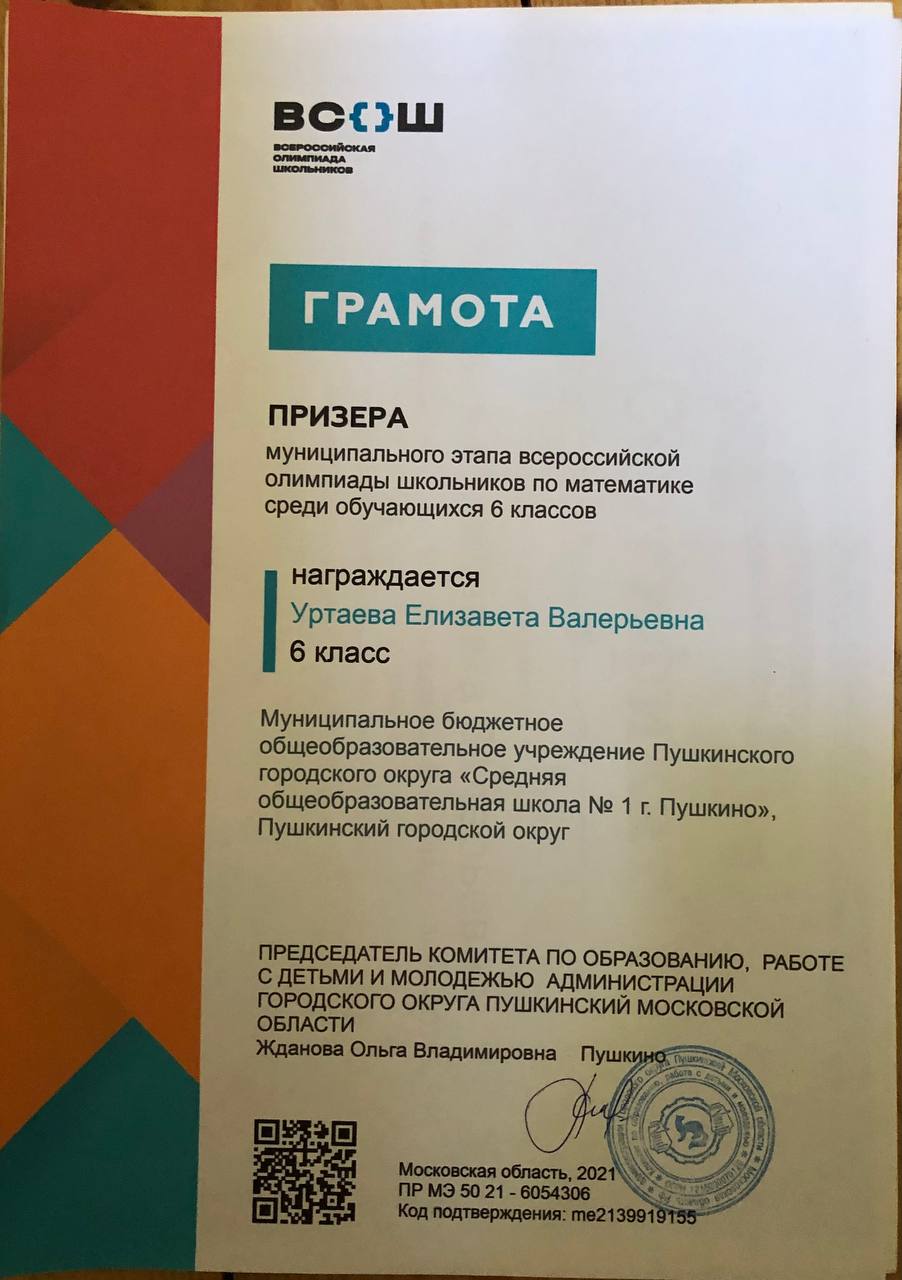 ВС{}Ш
ВСЕРОССИЙСКАЯ
ОЛИМПИАДА
ШКОЛЬНИКОВ
ГРАМОТА
ПРИЗЕРА
муниципального этапа всероссийской
олимпиады школьников по математике
среди обучающихся 6 классов
награждается
Уртаева Елизавета Валерьевна
6 класс
Муниципальное бюджетное
общеобразовательное учреждение Пушкинского
городского округа «Средняя
общеобразовательная школа № 1 г. Пушкино»,
Пушкинский городской округ
ПРЕДСЕДАТЕЛЬ КОМИТЕТА ПО ОБРАЗОВАНИЮ, РАБОТЕ
С ДЕТЬМИ И МОЛОДЕЖЬЮ АДМИНИСТРАЦИИ
ГОРОДСКОГО ОКРУГА ПУШКИНСКИЙ МОСКОВСКОЙ
ОБЛАСТИ
Жданова Ольга Владимировна Пушкино
Московская область, 2021
ПР МЭ 50 21 - 6054306
Код подтверждения: me2139919155